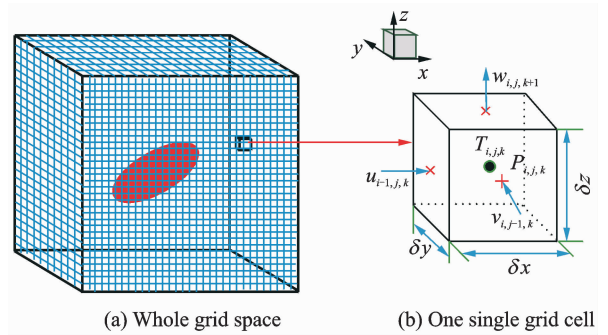 z
y
x
w_{i, j, k+1}
T_{i, j, k}
P_{i, j, k}
u_{i-1, j, k}
v_{i, j-1, k}
δz
δy
δx
(a) Whole grid space
(b) One single grid cell